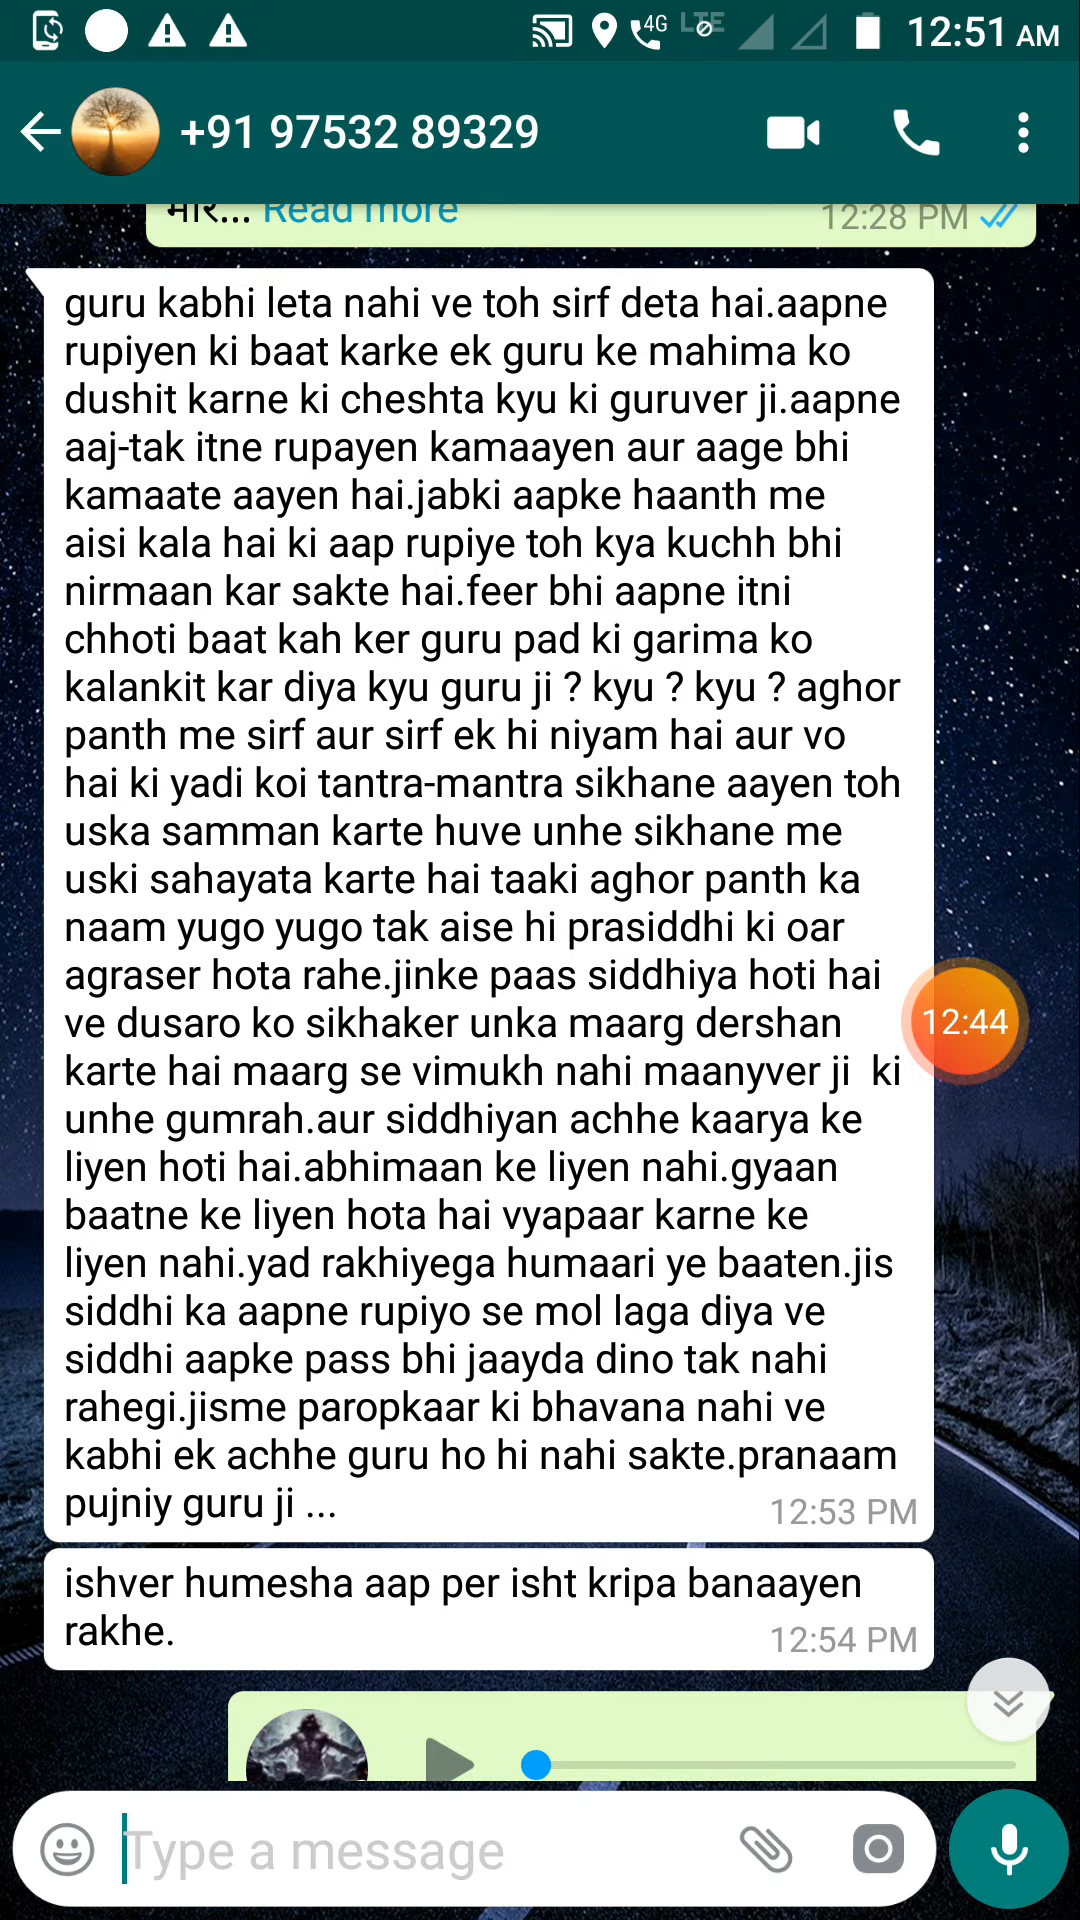 4G
LTE
12:51 AM
+91 97532 89329
मार... Read more
12:28 PM
guru kabhi leta nahi ve toh sirf deta hai.aapne
rupiyen ki baat karke ek guru ke mahima ko
dushit karne ki cheshta kyu ki guruver ji.aapne
aaj-tak itne rupayen kamaayen aur aage bhi
kamaate aayen hai.jabki aapke haanth me
aisi kala hai ki aap rupiye toh kya kuchh bhi
nirmaan kar sakte hai.feer bhi aapne itni
chhoti baat kah ker guru pad ki garima ko
kalankit kar diya kyu guru ji ? kyu ? kyu ? aghor
panth me sirf aur sirf ek hi niyam hai aur vo
hai ki yadi koi tantra-mantra sikhane aayen toh
uska samman karte huve unhe sikhane me
uski sahayata karte hai taaki aghor panth ka
naam yugo yugo tak aise hi prasiddhi ki oar
agraser hota rahe.jinke paas siddhiya hoti hai
ve dusaro ko sikhaker unka maarg dershan
karte hai maarg se vimukh nahi maanyver ji  ki
unhe gumrah.aur siddhiyan achhe kaarya ke
liyen hoti hai.abhimaan ke liyen nahi.gyaan
baatne ke liyen hota hai vyapaar karne ke
liyen nahi.yad rakhiyega humaari ye baaten.jis
siddhi ka aapne rupiyo se mol laga diya ve
siddhi aapke pass bhi jaayda dino tak nahi
rahegi.jisme paropkaar ki bhavana nahi ve
kabhi ek achhe guru ho hi nahi sakte.pranaam
pujniy guru ji ...
12:53 PM
12:44
ishver humesha aap per isht kripa banaayen
rakhe.
12:54 PM
Type a message